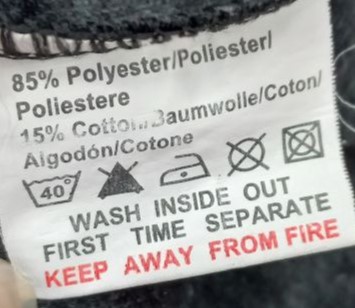 85% Polyester/Poliester/
Poliestere
15% Cotton/Baumwolle/Coton/
Algodón/Cotone
40°
WASH INSIDE OUT
FIRST TIME SEPARATE
KEEP AWAY FROM FIRE